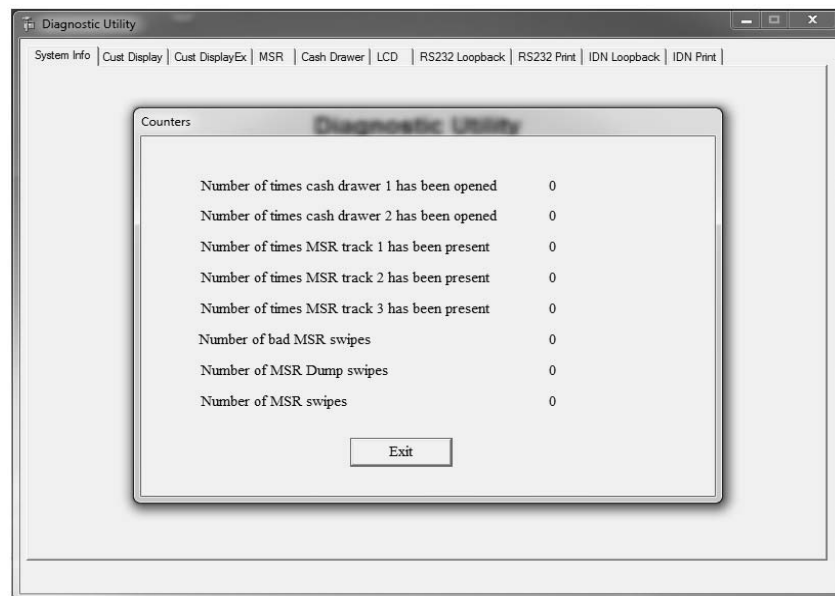 Diagnostic Utility
System Info Cust Display Cust DisplayEx MSR Cash Drawer LCD RS232 Loopback RS232 Print IDN Loopback IDN Print
Counters
Diagnostic Utility
Number of times cash drawer 1 has been opened 0
Number of times cash drawer 2 has been opened 0
Number of times MSR track 1 has been present 0
Number of times MSR track 2 has been present 0
Number of times MSR track 3 has been present 0
Number of bad MSR swipes 0
Number of MSR Dump swipes 0
Number of MSR swipes 0
Exit